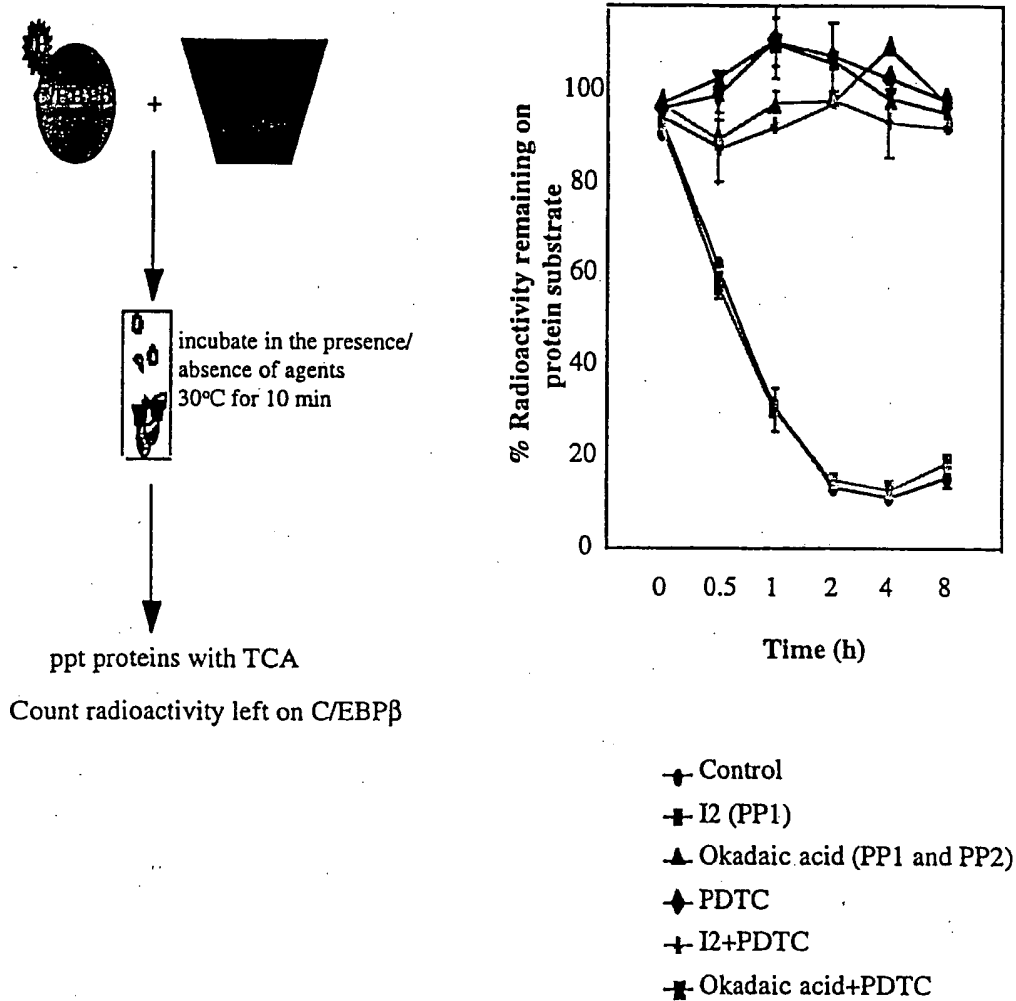 C/EBPβ
+
incubate in the presence/
absence of agents
30°C for 10 min
ppt proteins with TCA
Count radioactivity left on C/EBPβ
% Radioactivity remaining on
protein substrate
100
80
60
40
20
0
0 0.5 1 2 4 8
Time (h)
Control
I2 (PP1)
Okadaic acid (PP1 and PP2)
PDTC
I2+PDTC
Okadaic acid+PDTC